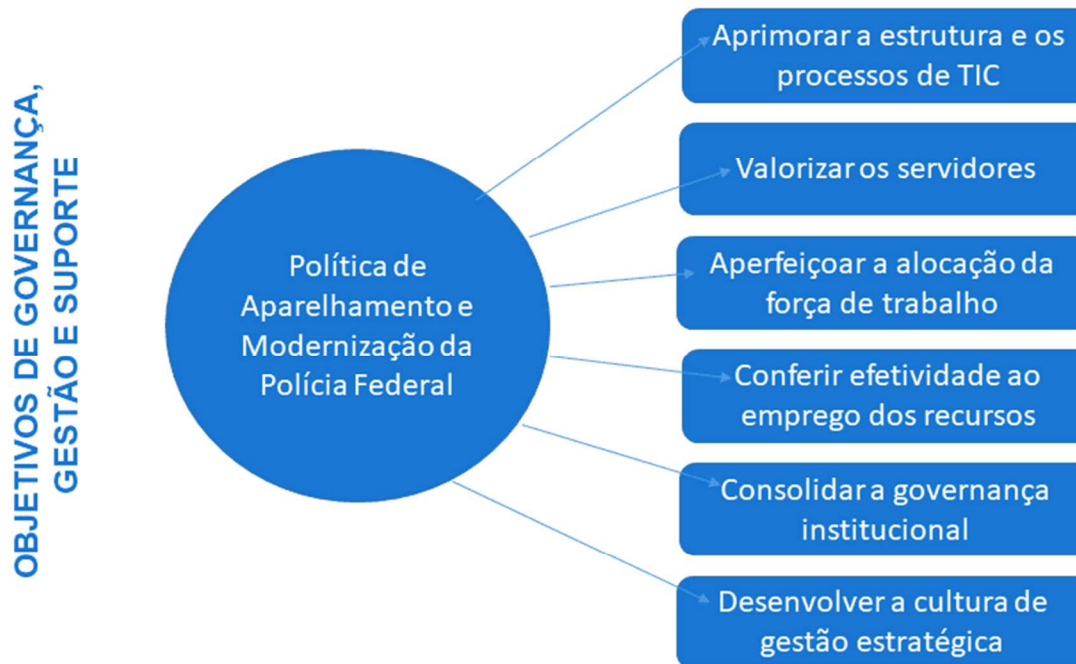 OBJETIVOS DE GOVERNANÇA,
GESTÃO E SUPORTE
Política de
Aparelhamento e
Modernização da
Polícia Federal
Aprimorar a estrutura e os
processos de TIC
Valorizar os servidores
Aperfeiçoar a alocação da
força de trabalho
Conferir efetividade ao
emprego dos recursos
Consolidar a governança
institucional
Desenvolver a cultura de
gestão estratégica